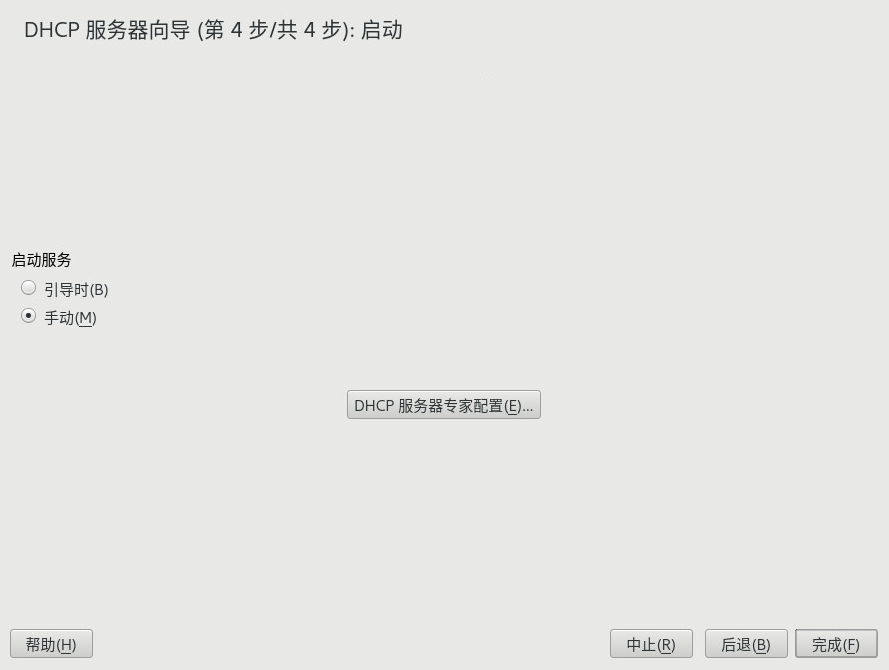 DHCP 服务器向导 (第 4 步/共 4 步): 启动
启动服务
引导时(B)
手动(M)
DHCP 服务器专家配置(E)...
帮助(H) 中止(R) 后退(B) 完成(F)